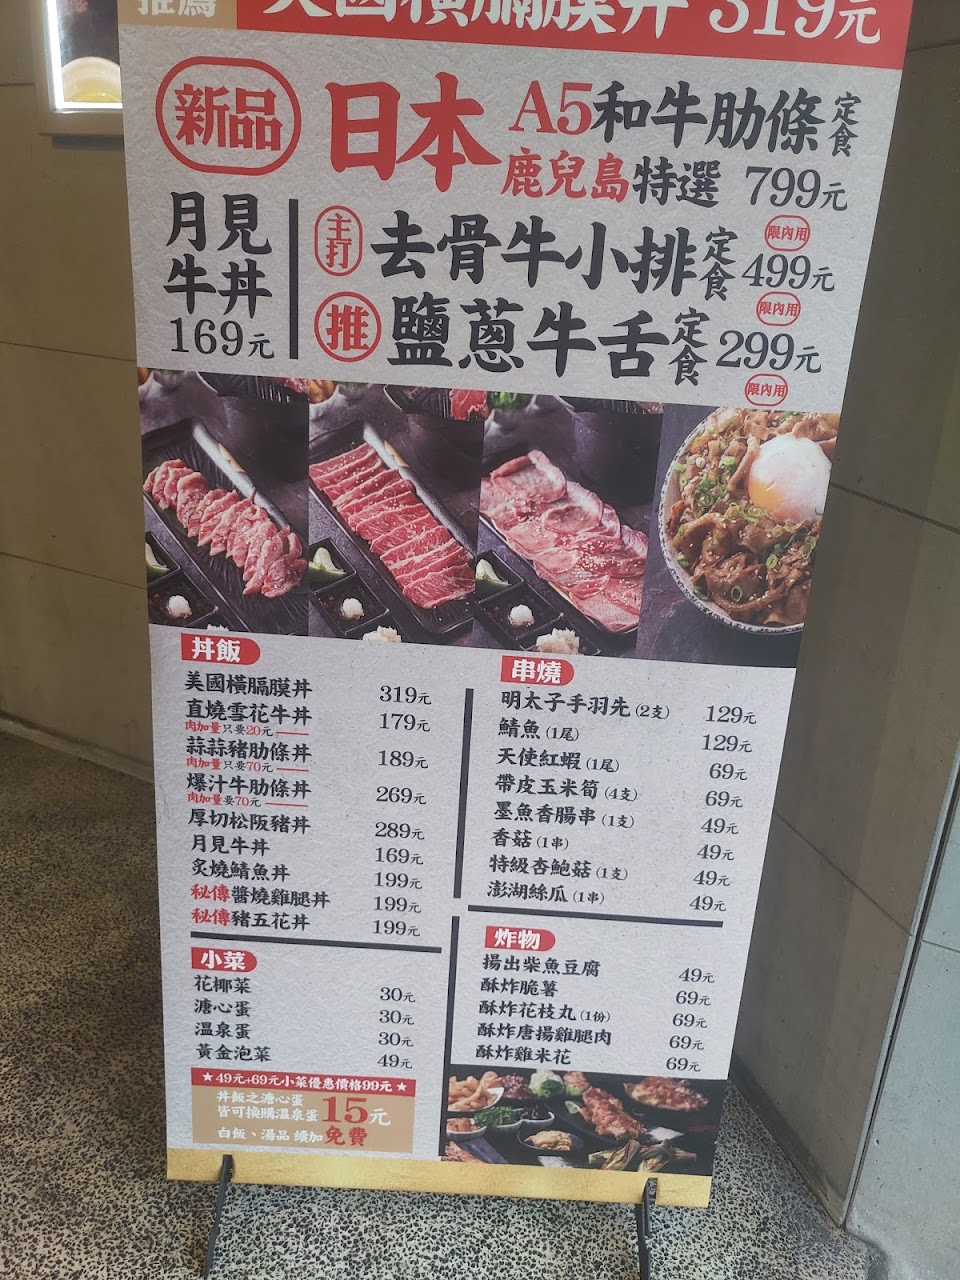 推薦 美國橫膈膜丼 319元
新品 日本 A5和牛肋條定食
鹿兒島特選 799元
限內用
月見牛丼
169元
主打 去骨牛小排定食 499元
限內用
推 鹽蔥牛舌定食 299元
限內用
丼飯
美國橫膈膜丼 319元
直燒雪花牛丼 179元
肉加量只要20元
蒜蒜豬肋條丼 189元
肉加量只要70元
爆汁牛肋條丼 269元
肉加量要70元
厚切松阪豬丼 289元
月見牛丼 169元
炙燒鯖魚丼 199元
秘傳醬燒雞腿丼 199元
秘傳豬五花丼 199元
小菜
花椰菜 30元
溏心蛋 30元
溫泉蛋 30元
黃金泡菜 49元
★49元+69元小菜優惠價格99元★
丼飯之溏心蛋
皆可換購溫泉蛋 15元
白飯、湯品 續加免費
串燒
明太子手羽先(2支) 129元
鯖魚(1尾) 129元
天使紅蝦(1尾) 69元
帶皮玉米筍(4支) 69元
墨魚香腸串(1支) 49元
香菇(1串) 49元
特級杏鮑菇(1支) 49元
澎湖絲瓜(1串) 49元
炸物
揚出柴魚豆腐 49元
酥炸脆薯 69元
酥炸花枝丸(1份) 69元
酥炸唐揚雞腿肉 69元
酥炸雞米花 69元